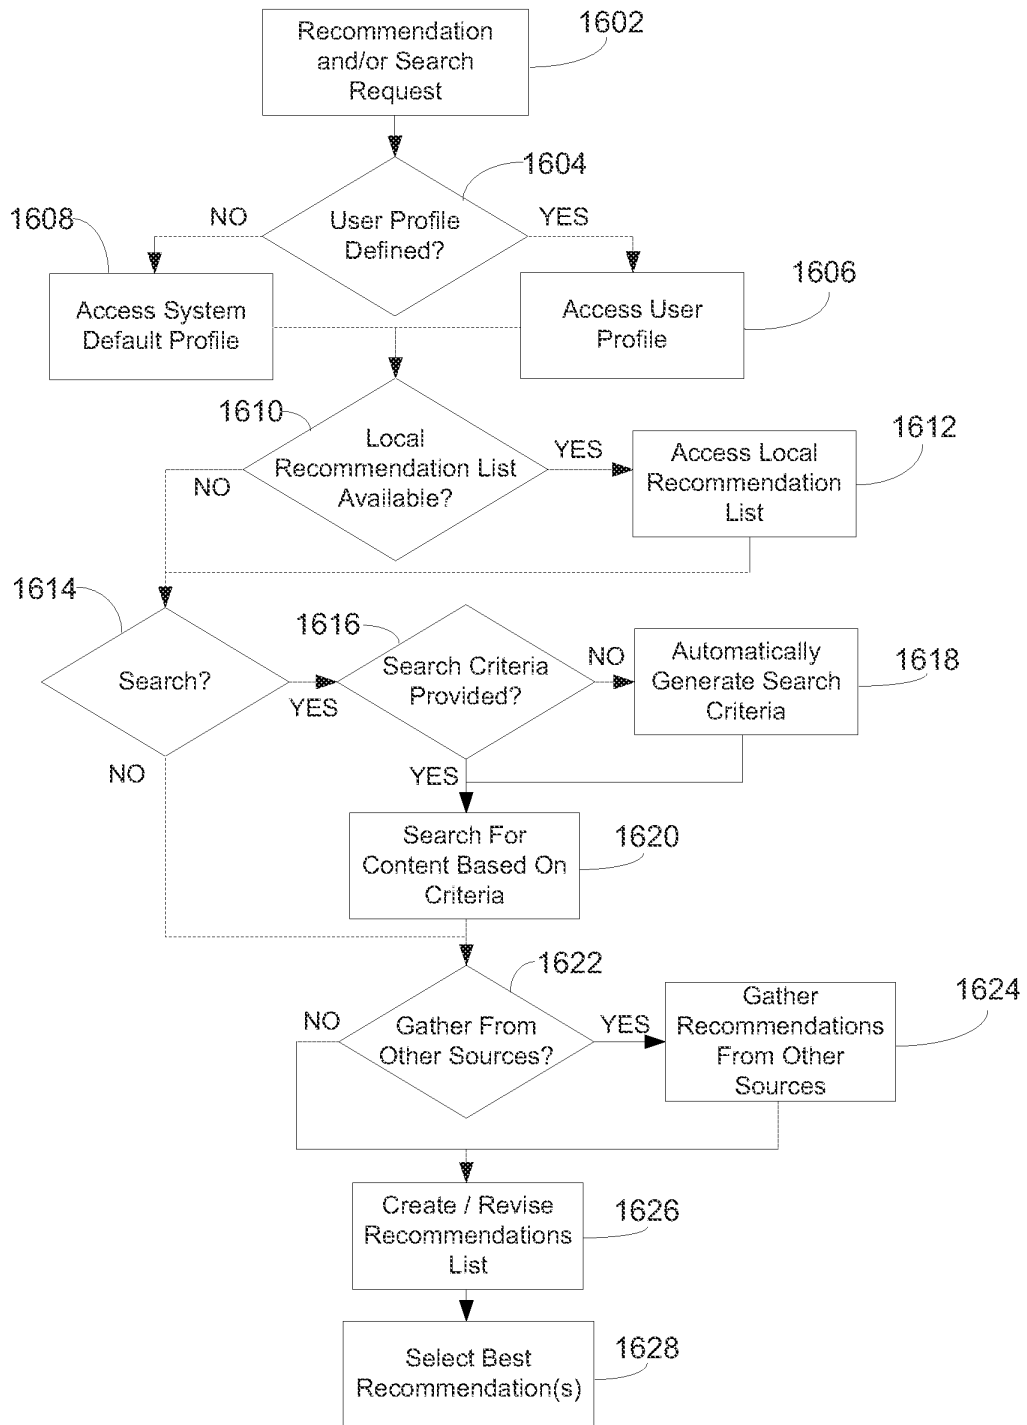 Recommendation
and/or Search
Request
1602
1604
User Profile
Defined?
NO
YES
1608
Access System
Default Profile
1606
Access User
Profile
1610
Local
Recommendation List
Available?
YES
NO
1612
Access Local
Recommendation
List
1614
Search?
YES
NO
1616
Search Criteria
Provided?
NO
YES
1618
Automatically
Generate Search
Criteria
1620
Search For
Content Based On
Criteria
1622
Gather From
Other Sources?
NO
YES
1624
Gather
Recommendations
From Other
Sources
1626
Create / Revise
Recommendations
List
1628
Select Best
Recommendation(s)